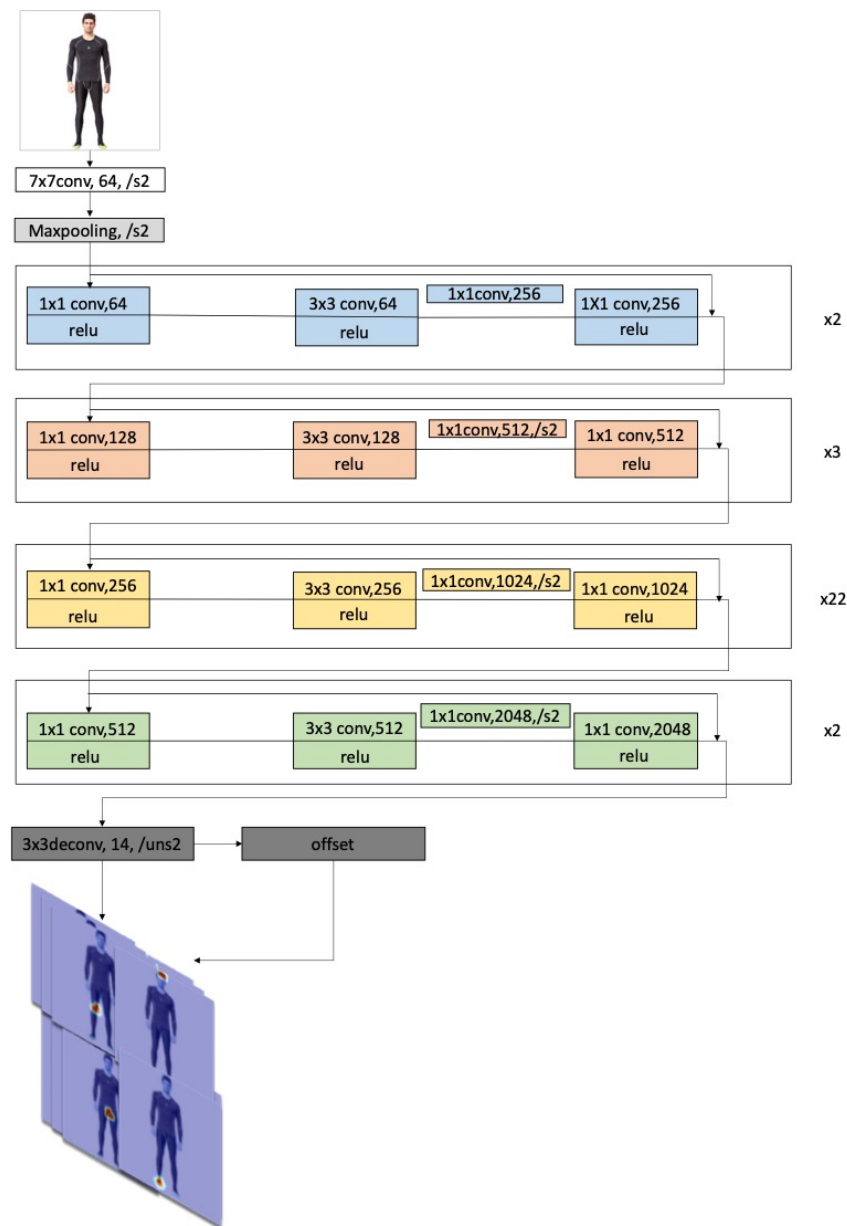 7x7conv, 64, /s2
Maxpooling, /s2
1x1 conv,64
relu
3x3 conv,64
relu
1x1conv,256
1X1 conv,256
relu
x2
1x1 conv,128
relu
3x3 conv,128
relu
1x1conv,512,/s2
1x1 conv,512
relu
x3
1x1 conv,256
relu
3x3 conv,256
relu
1x1conv,1024,/s2
1x1 conv,1024
relu
x22
1x1 conv,512
relu
3x3 conv,512
relu
1x1conv,2048,/s2
1x1 conv,2048
relu
x2
3x3deconv, 14, /uns2
offset